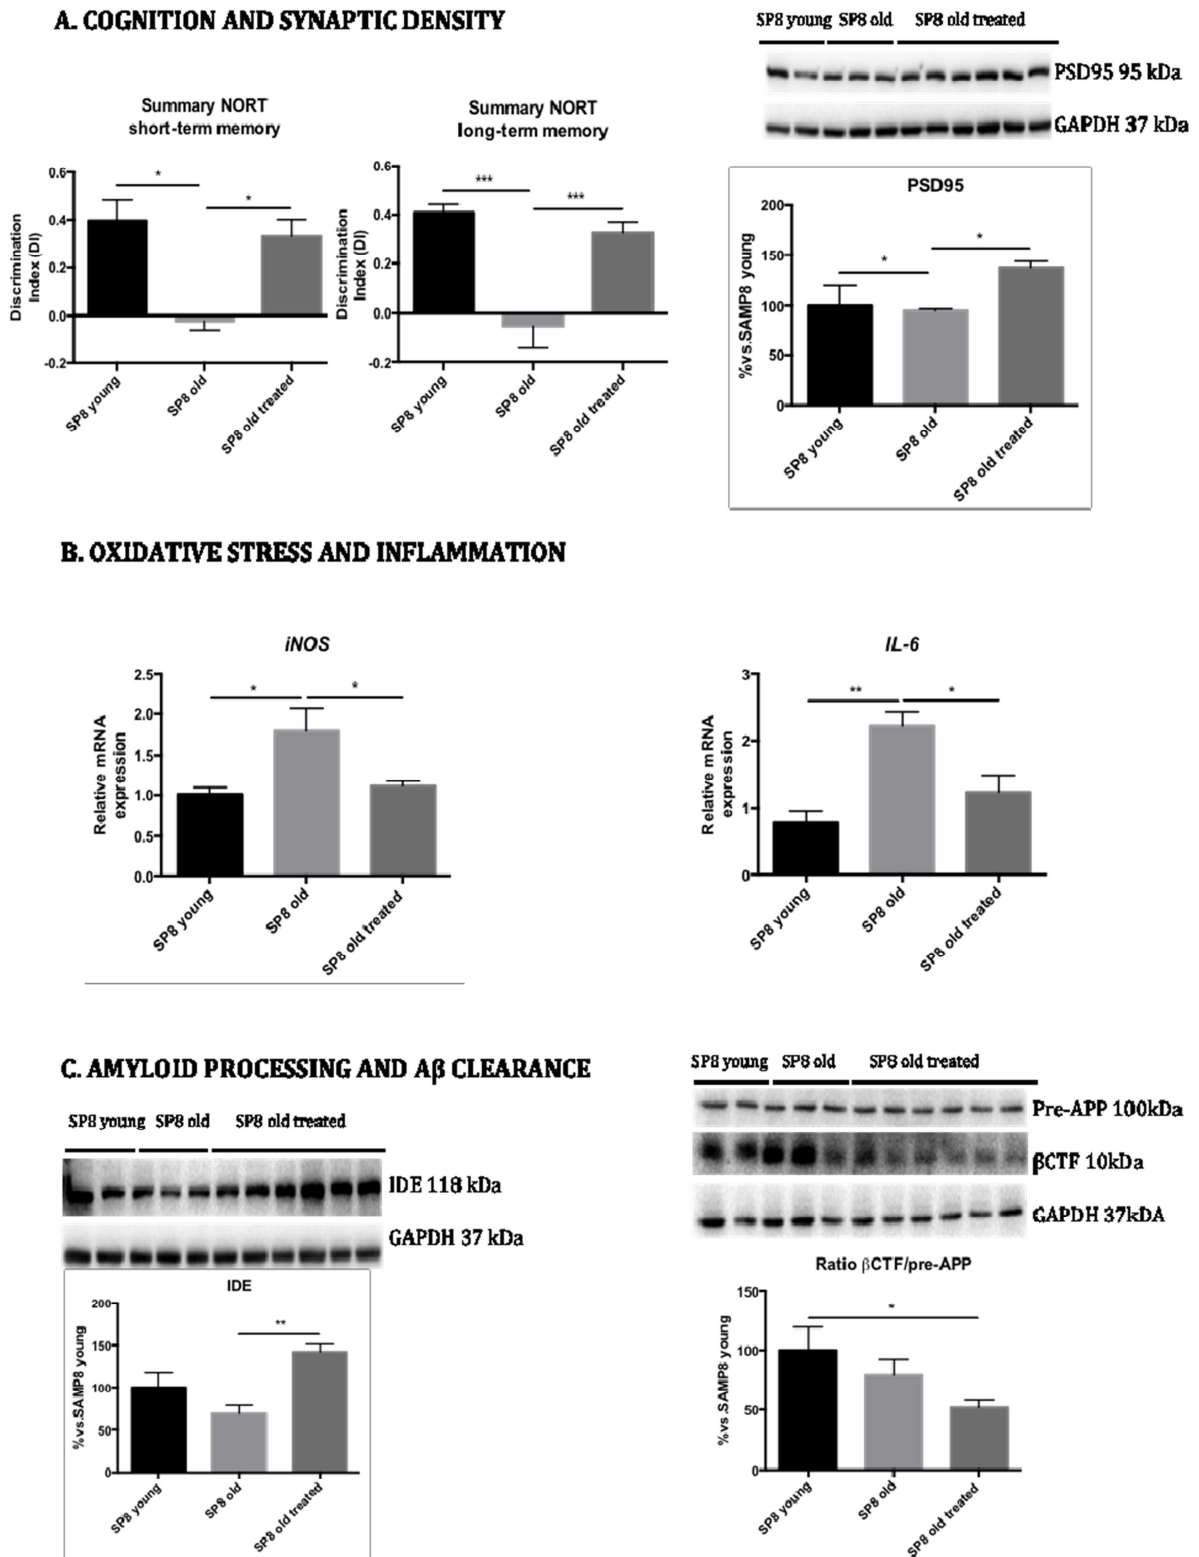 A. COGNITION AND SYNAPTIC DENSITY
SP8 young SP8 old SP8 old treated
PSD95 95 kDa
GAPDH 37 kDa
Summary NORT
short-term memory
Discrimination
Index (DI)
0.6
0.4
0.2
0.0
-0.2
*
*
SP8 young
SP8 old
SP8 old treated
Summary NORT
long-term memory
Discrimination
Index (DI)
0.6
0.4
0.2
0.0
-0.2
***
***
SP8 young
SP8 old
SP8 old treated
PSD95
%vs.SAMP8 young
200
150
100
50
0
*
*
SP8 young
SP8 old
SP8 old treated
B. OXIDATIVE STRESS AND INFLAMMATION
iNOS
Relative mRNA
expression
2.5
2.0
1.5
1.0
0.5
0.0
*
*
SP8 young
SP8 old
SP8 old treated
IL-6
Relative mRNA
expression
3
2
1
0
**
*
SP8 young
SP8 old
SP8 old treated
C. AMYLOID PROCESSING AND Aβ CLEARANCE
SP8 young SP8 old SP8 old treated
IDE 118 kDa
GAPDH 37 kDa
IDE
%vs.SAMP8 young
200
150
100
50
0
**
SP8 young
SP8 old
SP8 old treated
SP8 young SP8 old SP8 old treated
Pre-APP 100kDa
βCTF 10kDa
GAPDH 37kDA
Ratio βCTF/pre-APP
%vs.SAMP8 young
150
100
50
0
*
SP8 young
SP8 old
SP8 old treated